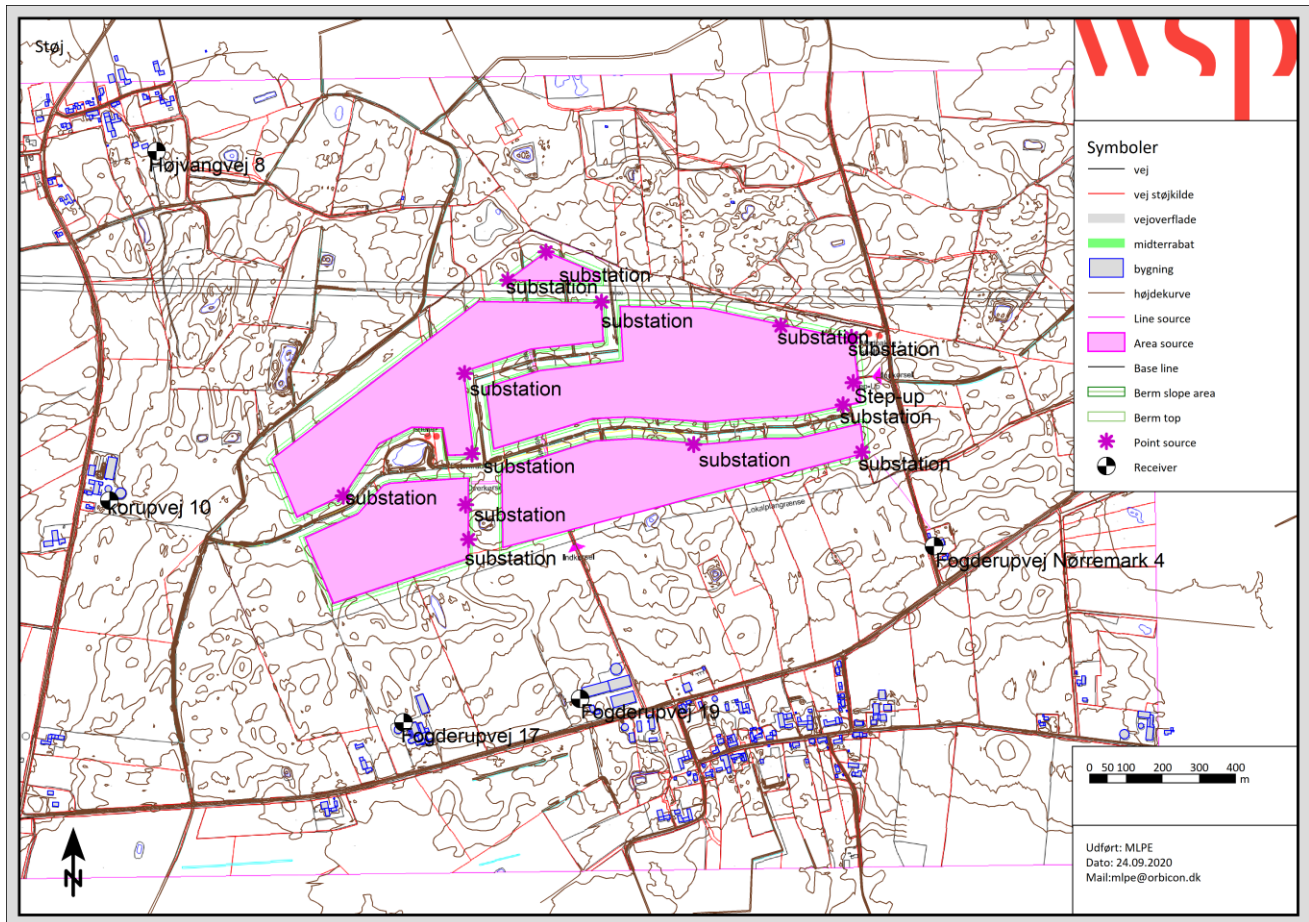 Støj
wsp
Højvangvej 8
substation
substation
substation
substation
substation
substation
Step-up
substation
substation
substation
substation
substation
substation
substation
korupvej 10
Lokalplangrænse
Indkørsel
Fogderupvej Nørremark 4
Fogderupvej 19
Fogderupvej 17
N
Symboler
vej
vej støjkilde
vejoverflade
midterrabat
bygning
højdekurve
Line source
Area source
Base line
Berm slope area
Berm top
Point source
Receiver
0 50 100 200 300 400
m
Udført: MLPE
Dato: 24.09.2020
Mail:mlpe@orbicon.dk